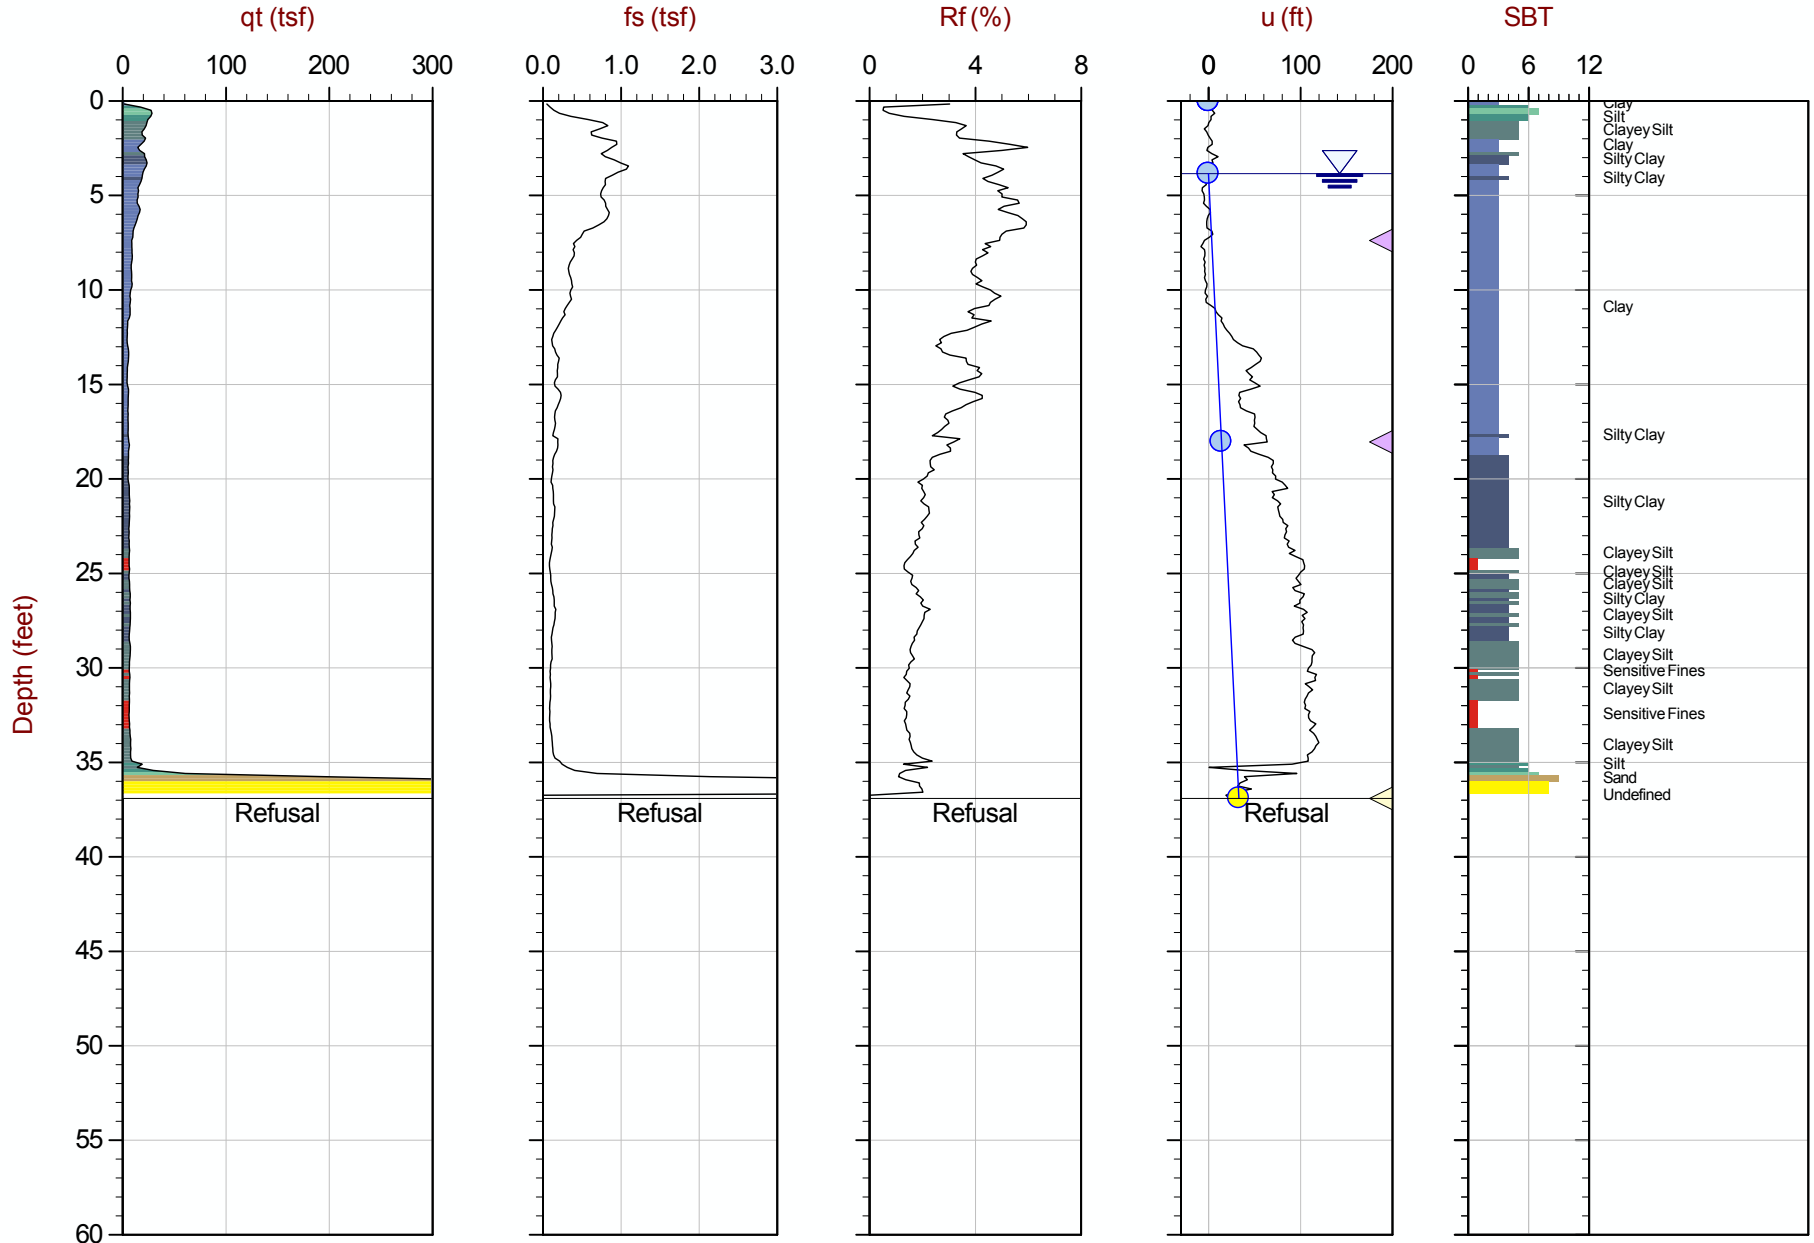 qt (tsf) fs (tsf) Rf (%) u (ft) SBT
0 100 200 300 0.0 1.0 2.0 3.0 0 4 8 0 100 200 0 6 12
0
5
10
15
20
25
30
35
40
45
50
55
60
Depth (feet)
Clay
Silt
Clayey Silt
Clay
Silty Clay
Silty Clay
Clay
Silty Clay
Silty Clay
Clayey Silt
Clayey Silt
Clayey Silt
Silty Clay
Clayey Silt
Silty Clay
Clayey Silt
Sensitive Fines
Clayey Silt
Sensitive Fines
Clayey Silt
Silt
Sand
Undefined
Refusal Refusal Refusal Refusal